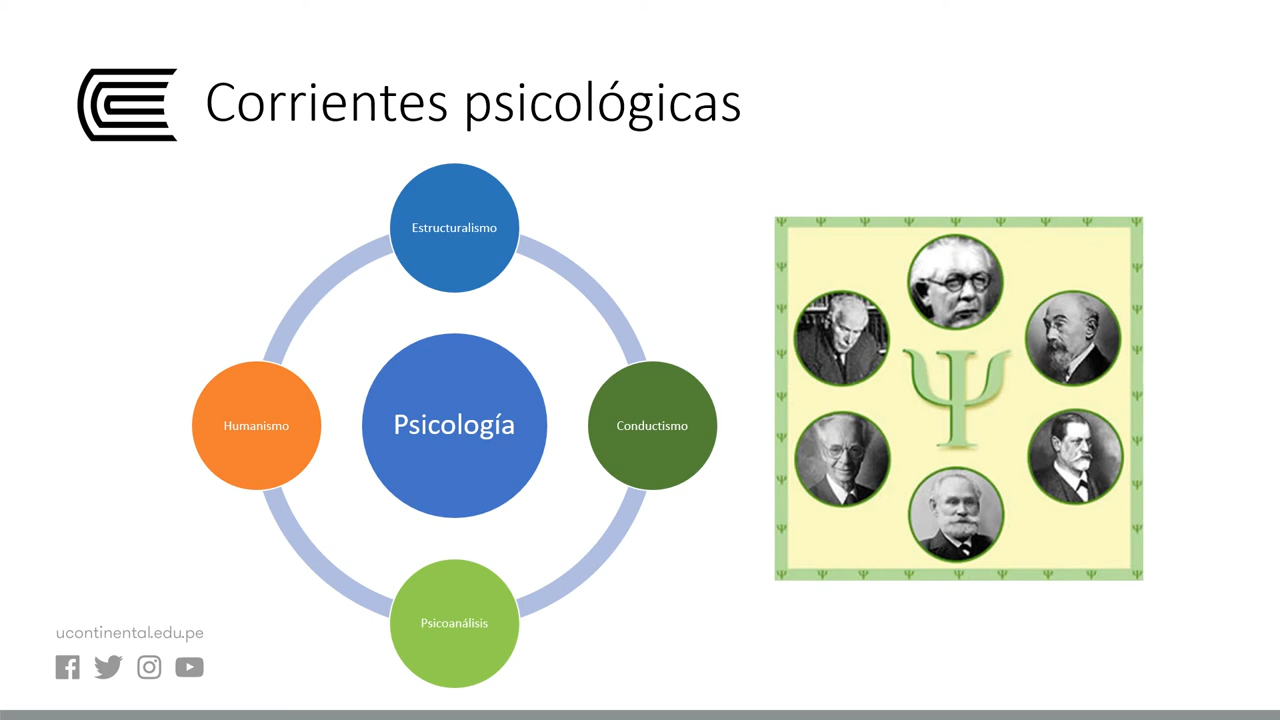 Corrientes psicológicas
Estructuralismo
Humanismo
Psicología
Conductismo
Psicoanálisis
Ψ
ucontinental.edu.pe